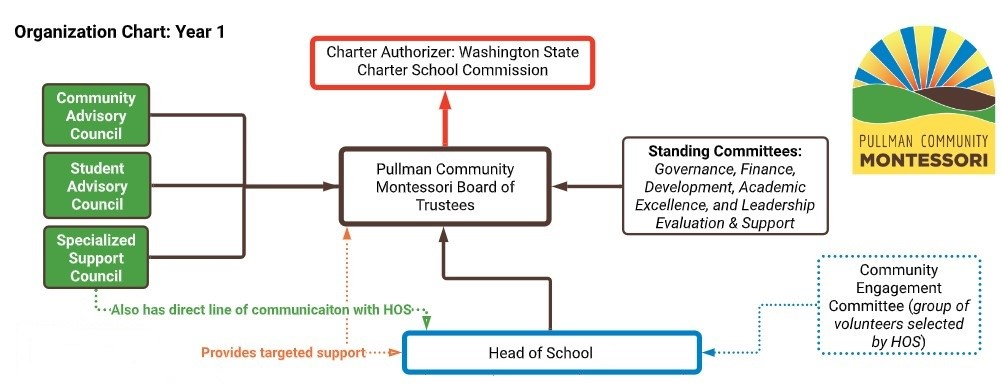 Organization Chart: Year 1
Charter Authorizer: Washington State
Charter School Commission
Community
Advisory
Council
Student
Advisory
Council
Specialized
Support
Council
Pullman Community
Montessori Board of
Trustees
Standing Committees:
Governance, Finance,
Development, Academic
Excellence, and Leadership
Evaluation & Support
PULLMAN COMMUNITY
MONTESSORI
Community
Engagement
Committee (group of
volunteers selected
by HOS)
Also has direct line of communicaiton with HOS
Provides targeted support
Head of School